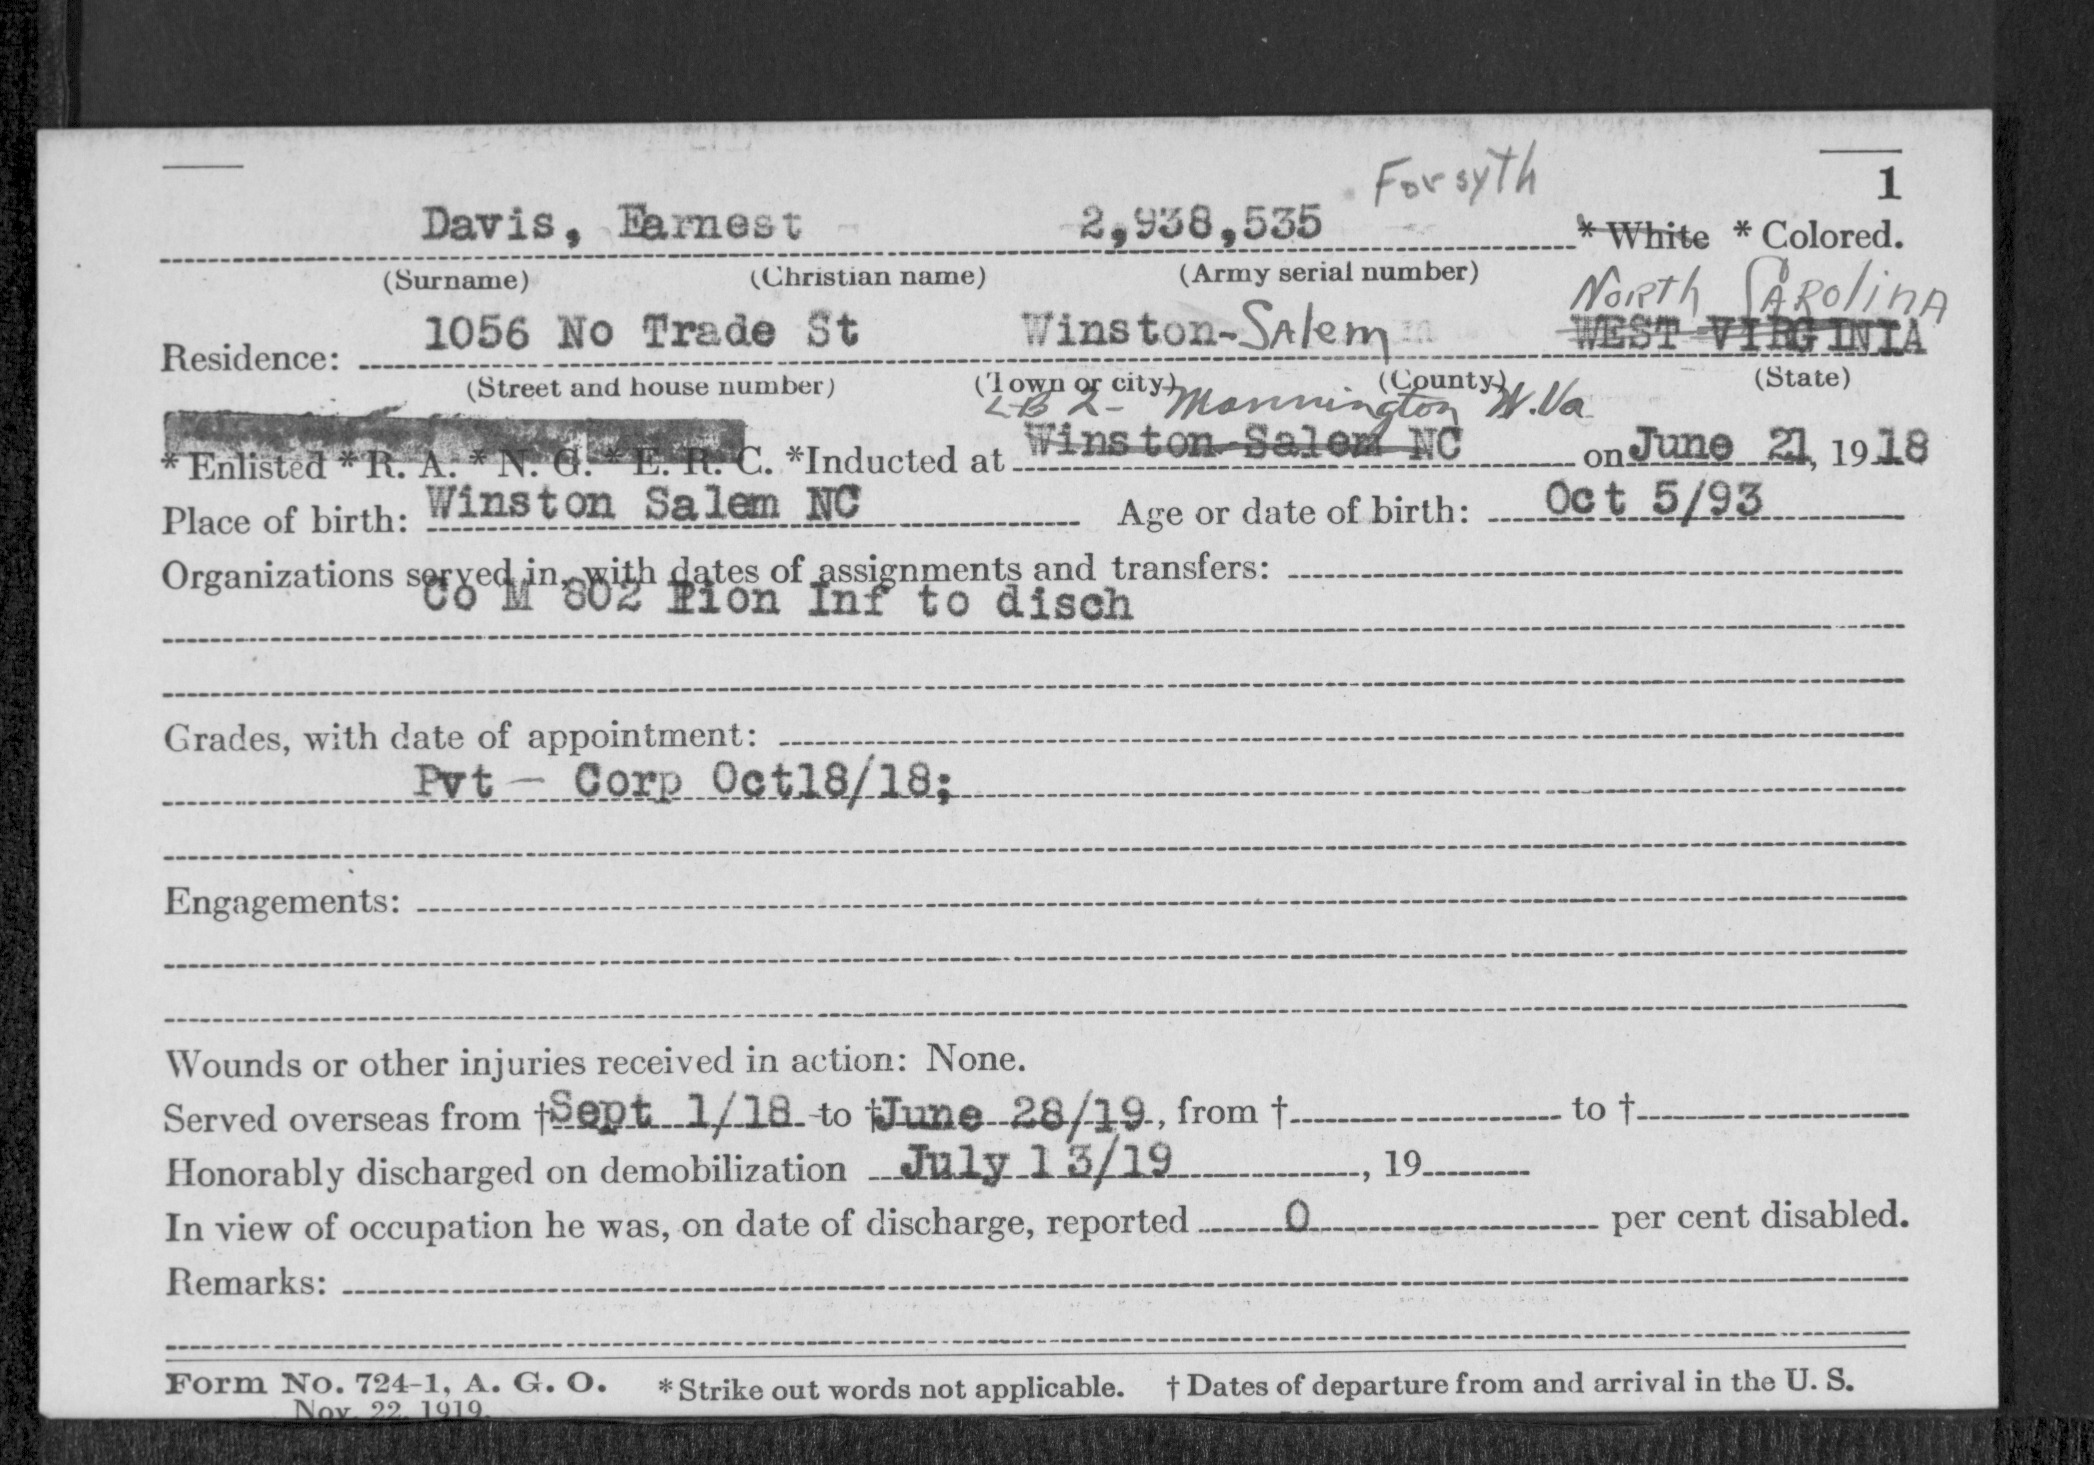 Forsyth
1
Davis, Earnest 2,938,535 * White * Colored.
(Surname) (Christian name) (Army serial number)
North Carolina
Residence: 1056 No Trade St Winston-Salem WEST VIRGINIA
(Street and house number) (Town or city) (County) (State)
LB 2- Mannington W.Va
* Enlisted * R. A. * N. G. * E. R. C. *Inducted at Winston-Salem NC on June 21, 1918
Place of birth: Winston Salem NC Age or date of birth: Oct 5/93
Organizations served in, with dates of assignments and transfers:
Co M 802 Pion Inf to disch
Grades, with date of appointment:
Pvt - Corp Oct18/18;
Engagements:
Wounds or other injuries received in action: None.
Served overseas from † Sept 1/18 to † June 28/19, from † to †
Honorably discharged on demobilization July 13/19, 19
In view of occupation he was, on date of discharge, reported 0 per cent disabled.
Remarks:
Form No. 724-1, A. G. O. * Strike out words not applicable. † Dates of departure from and arrival in the U. S.
Nov. 22, 1919.